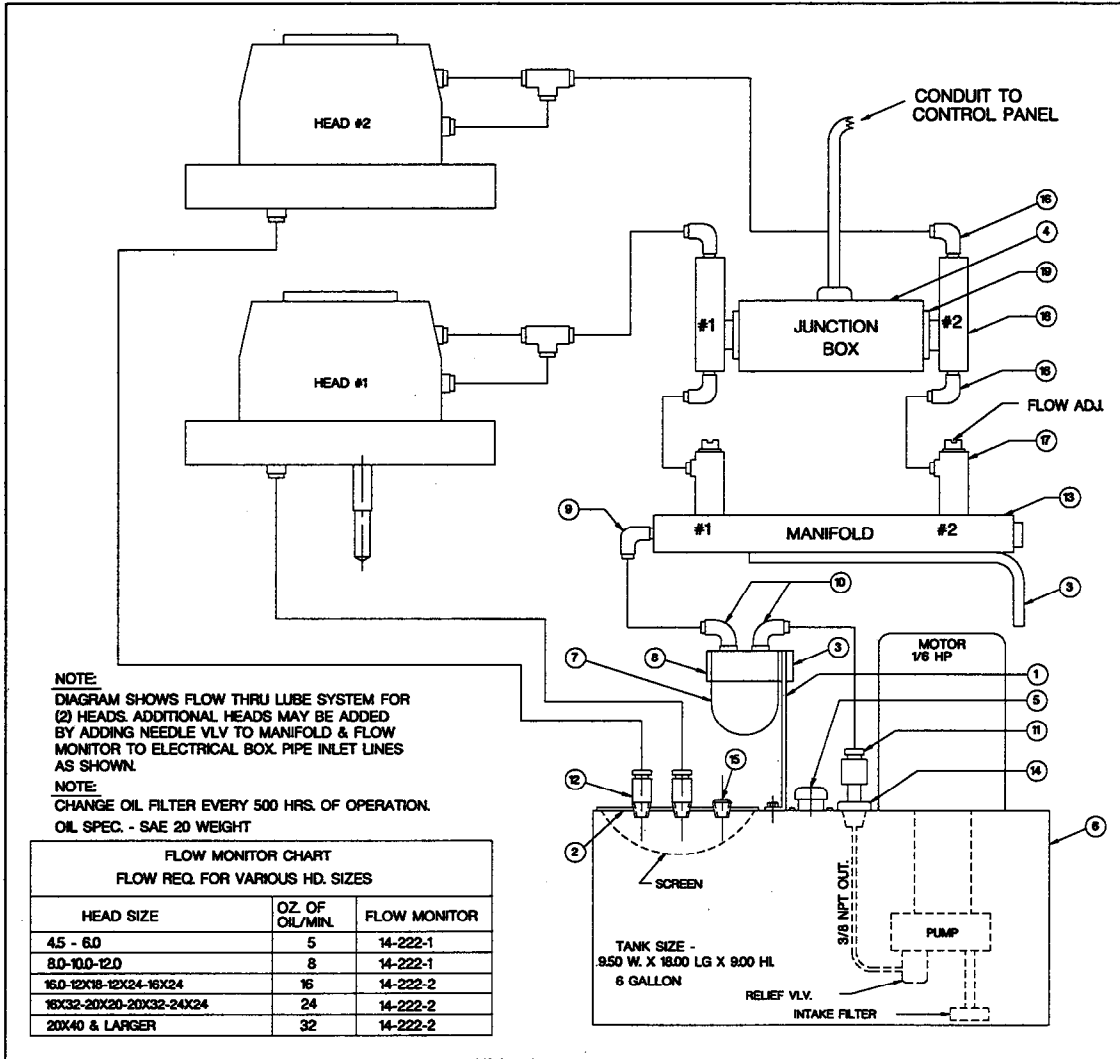 HEAD #2
CONDUIT TO
CONTROL PANEL
16
4
19
#1
JUNCTION
BOX
#2
18
HEAD #1
16
FLOW ADJ.
17
9
13
#1
MANIFOLD
#2
10
3
MOTOR
1/6 HP
7
8
3
1
5
11
NOTE:
DIAGRAM SHOWS FLOW THRU LUBE SYSTEM FOR
(2) HEADS. ADDITIONAL HEADS MAY BE ADDED
BY ADDING NEEDLE VLV TO MANIFOLD & FLOW
MONITOR TO ELECTRICAL BOX. PIPE INLET LINES
AS SHOWN.
NOTE:
CHANGE OIL FILTER EVERY 500 HRS. OF OPERATION.
OIL SPEC. - SAE 20 WEIGHT
12
15
14
2
6
SCREEN
3/8 NPT OUT.
PUMP
TANK SIZE -
9.50 W. X 18.00 LG X 9.00 HI.
6 GALLON
RELIEF VLV.
INTAKE FILTER
FLOW MONITOR CHART
FLOW REQ. FOR VARIOUS HD. SIZES
HEAD SIZE OZ. OF OIL/MIN. FLOW MONITOR
4.5 - 6.0 5 14-222-1
8.0-10.0-12.0 8 14-222-1
16.0-12X18-12X24-16X24 16 14-222-2
16X32-20X20-20X32-24X24 24 14-222-2
20X40 & LARGER 32 14-222-2